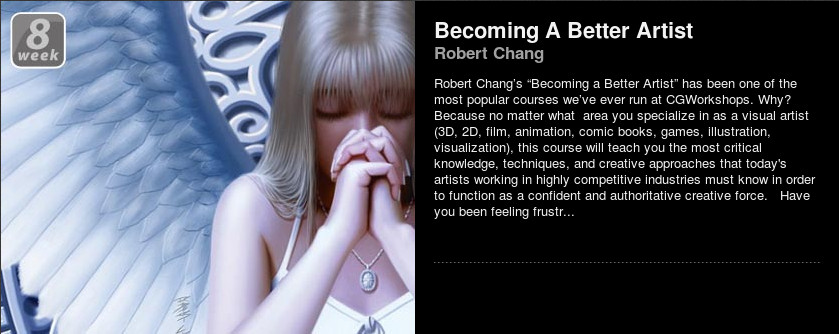 8
week
Becoming A Better Artist
Robert Chang
Robert Chang's “Becoming a Better Artist” has been one of the
most popular courses we've ever run at CGWorkshops. Why?
Because no matter what  area you specialize in as a visual artist
(3D, 2D, film, animation, comic books, games, illustration,
visualization), this course will teach you the most critical
knowledge, techniques, and creative approaches that today's
artists working in highly competitive industries must know in order
to function as a confident and authoritative creative force.   Have
you been feeling frustr...